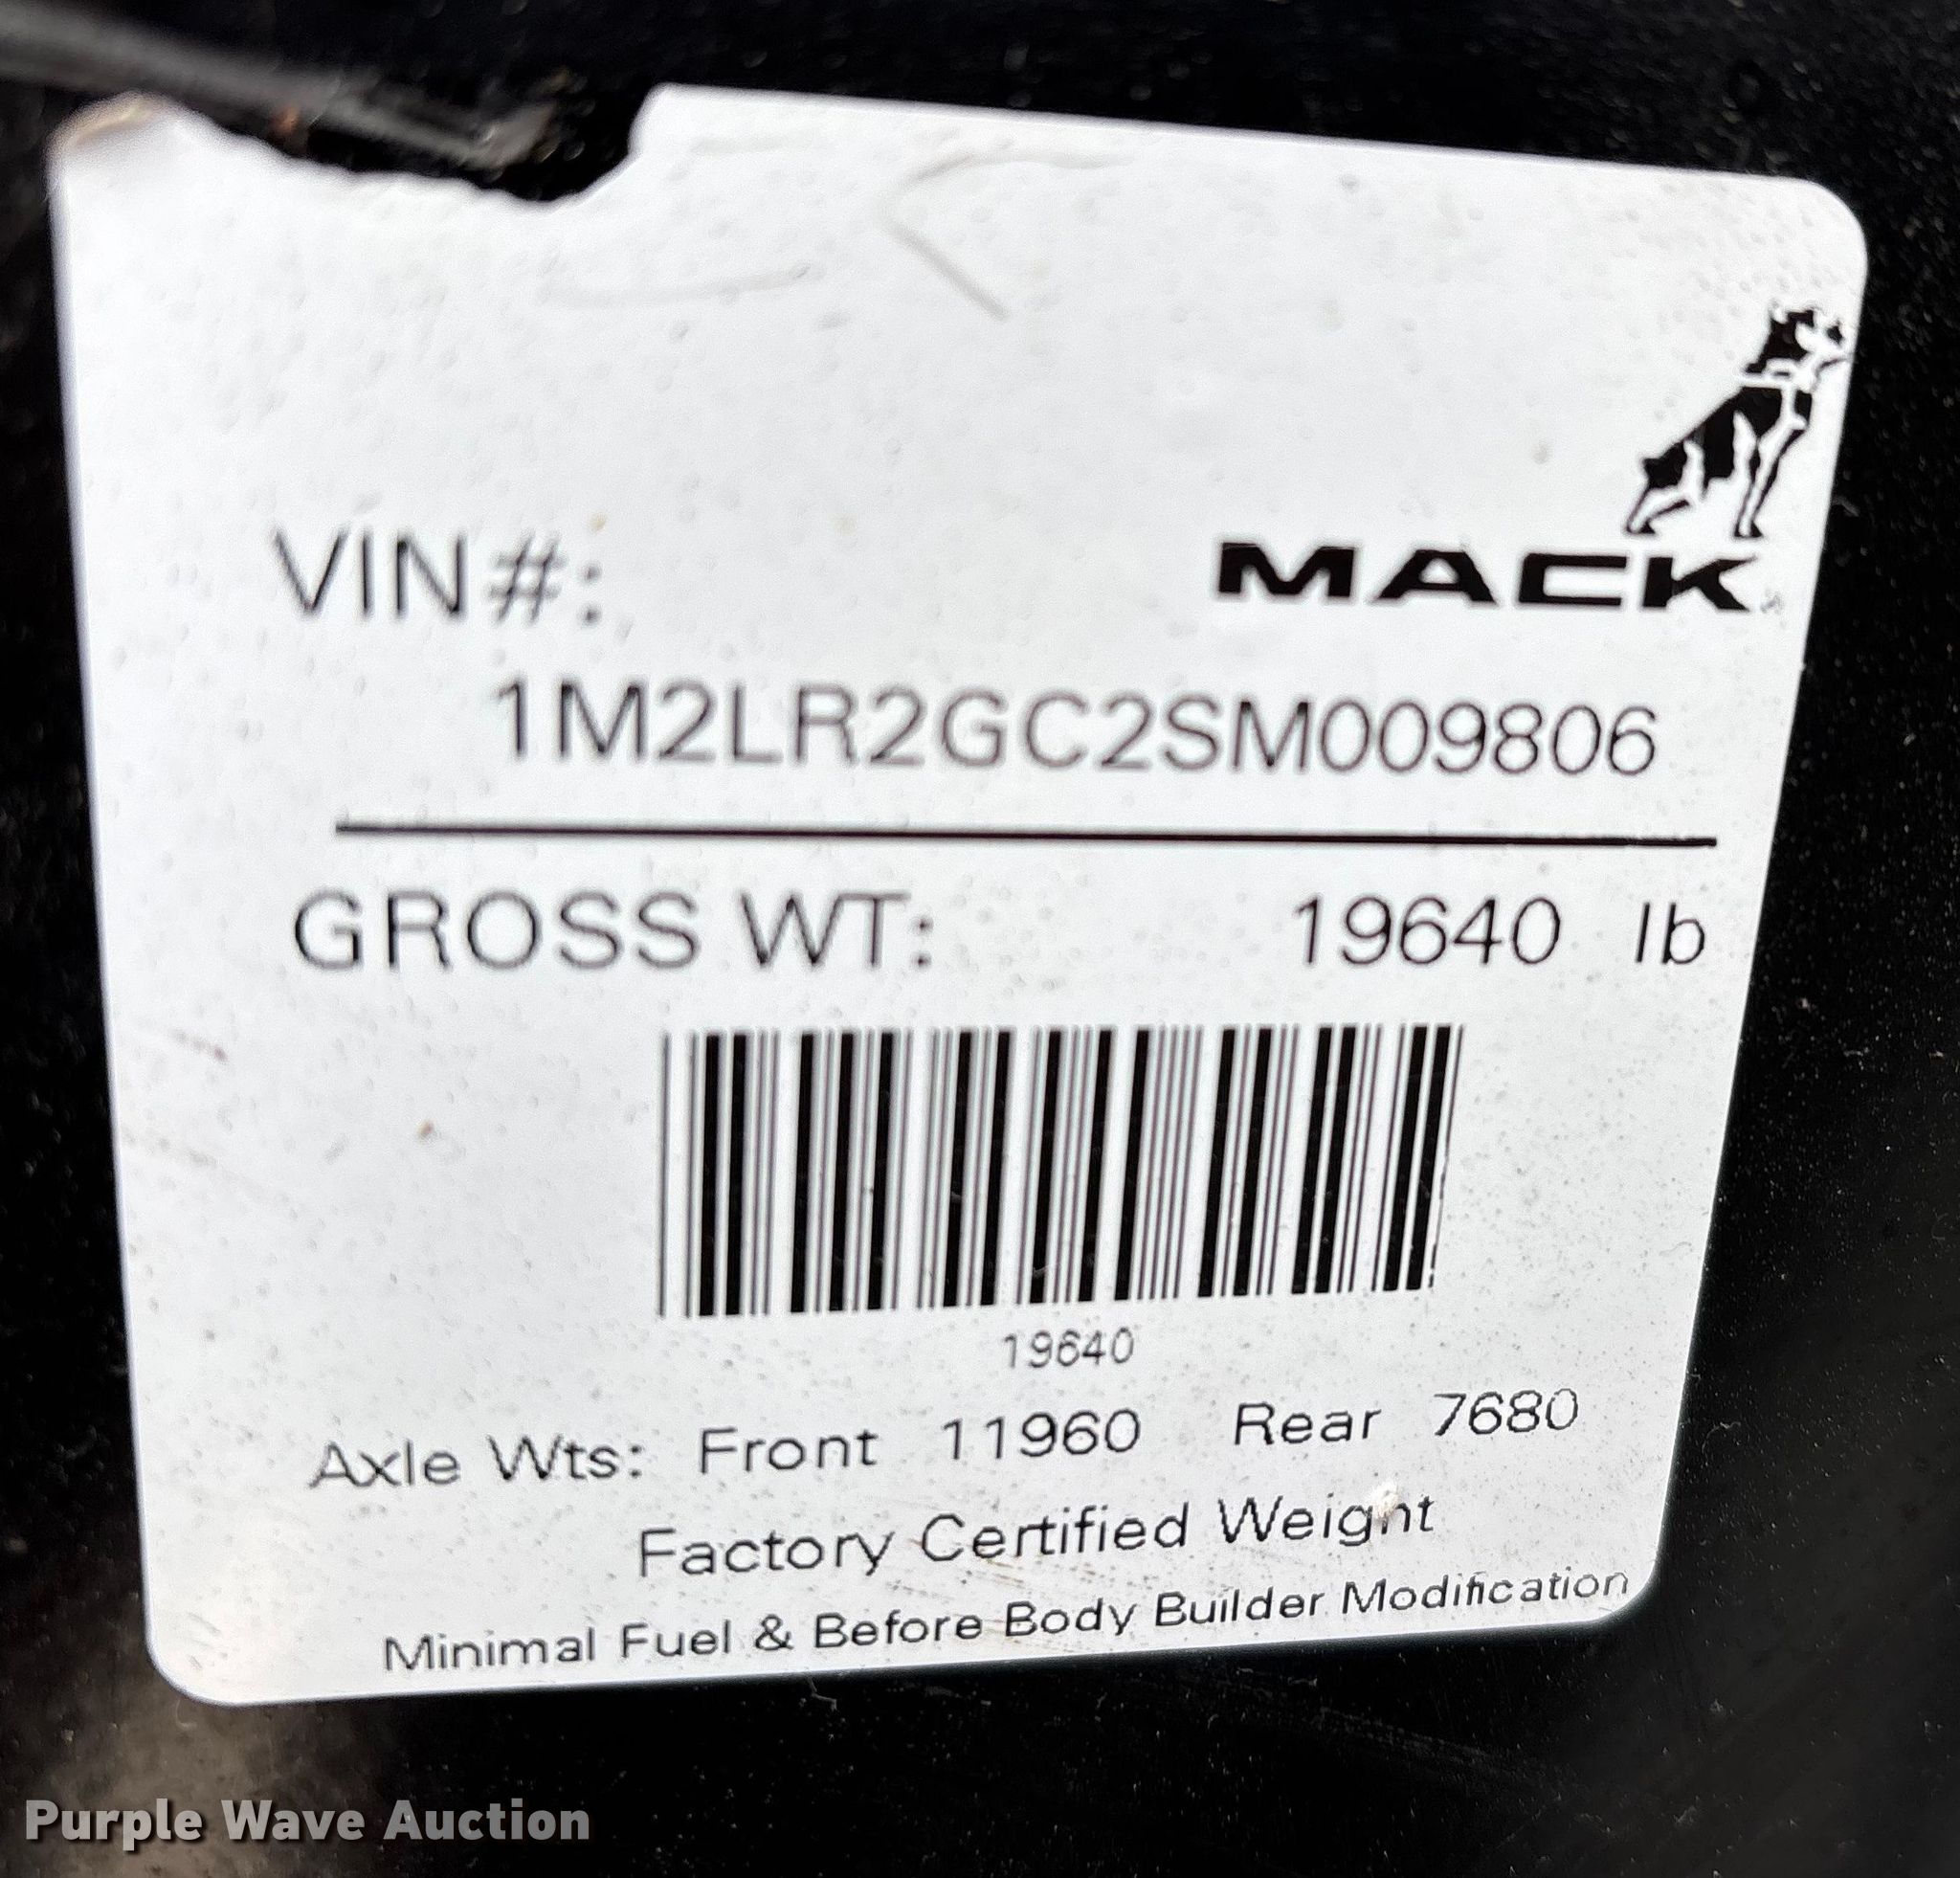 VIN#:
MACK
1M2LR2GC2SM009806
GROSS WT: 19640 lb
19640
Axle Wts: Front 11960 Rear 7680
Factory Certified Weight
Minimal Fuel & Before Body Builder Modification
Purple Wave Auction